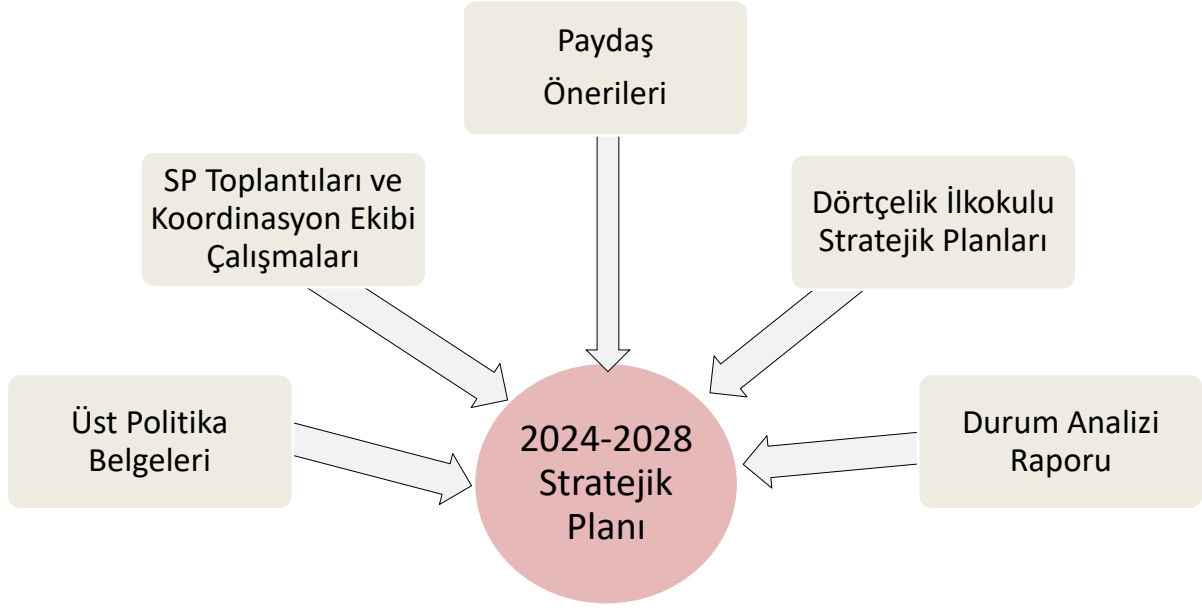 Paydaş
Önerileri
SP Toplantıları ve
Koordinasyon Ekibi
Çalışmaları
Dörtçelik İlkokulu
Stratejik Planları
Üst Politika
Belgeleri
2024-2028
Stratejik
Planı
Durum Analizi
Raporu